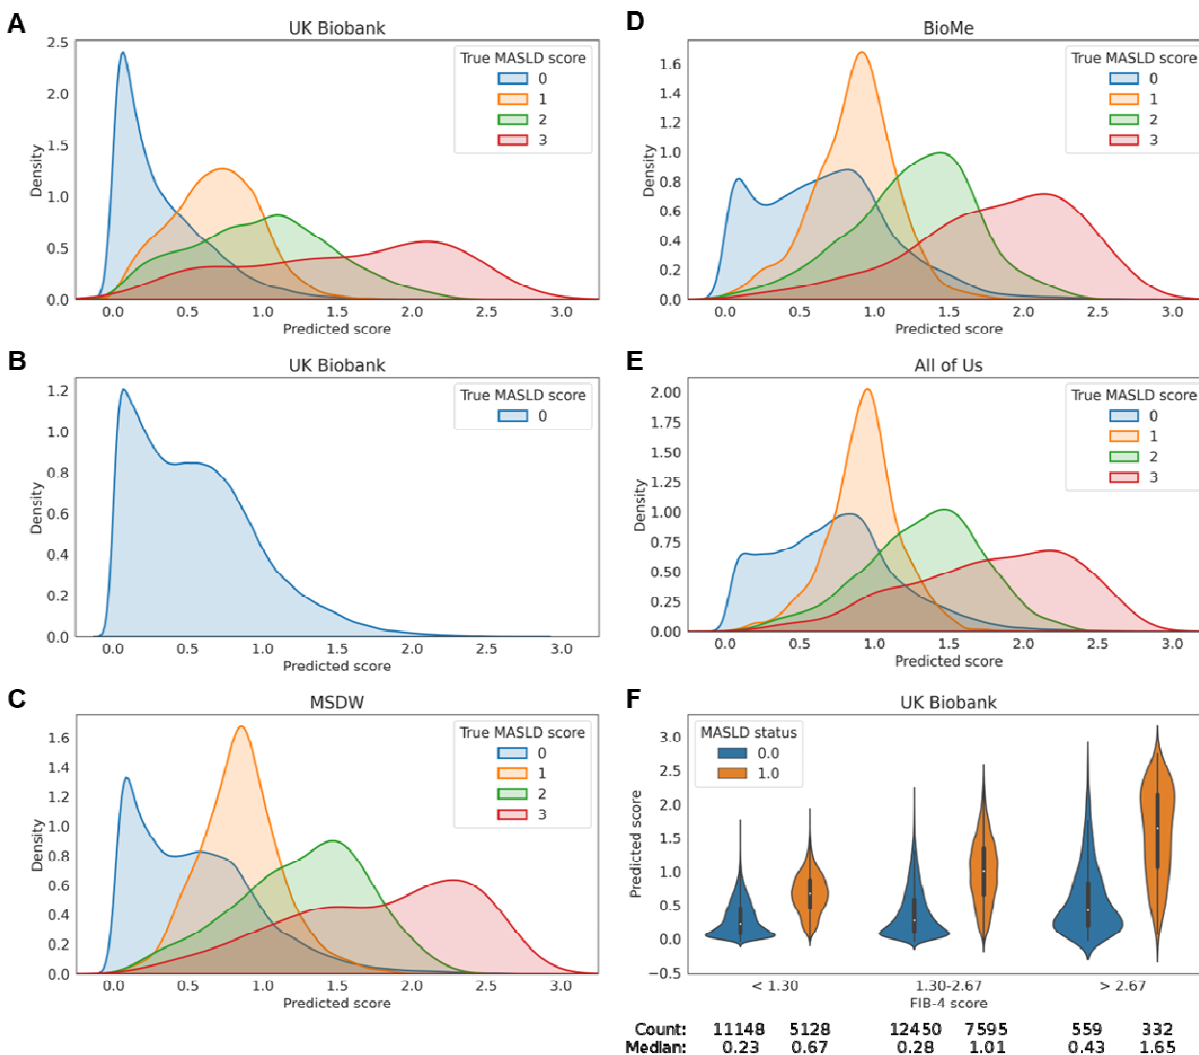 A
UK Biobank
2.5
2.0
1.5
1.0
0.5
0.0
Density
True MASLD score
0
1
2
3
0.0 0.5 1.0 1.5 2.0 2.5 3.0
Predicted score
B
UK Biobank
1.2
1.0
0.8
0.6
0.4
0.2
0.0
Density
True MASLD score
0
0.0 0.5 1.0 1.5 2.0 2.5 3.0
Predicted score
C
MSDW
1.6
1.4
1.2
1.0
0.8
0.6
0.4
0.2
0.0
Density
True MASLD score
0
1
2
3
0.0 0.5 1.0 1.5 2.0 2.5 3.0
Predicted score
D
BioMe
1.6
1.4
1.2
1.0
0.8
0.6
0.4
0.2
0.0
Density
True MASLD score
0
1
2
3
0.0 0.5 1.0 1.5 2.0 2.5 3.0
Predicted score
E
All of Us
2.00
1.75
1.50
1.25
1.00
0.75
0.50
0.25
0.00
Density
True MASLD score
0
1
2
3
0.0 0.5 1.0 1.5 2.0 2.5 3.0
Predicted score
F
UK Biobank
3.0
2.5
2.0
1.5
1.0
0.5
0.0
−0.5
Predicted score
MASLD status
0.0
1.0
< 1.30 1.30-2.67 > 2.67
FIB-4 score
Count: 11148 5128 12450 7595 559 332
Median: 0.23 0.67 0.28 1.01 0.43 1.65